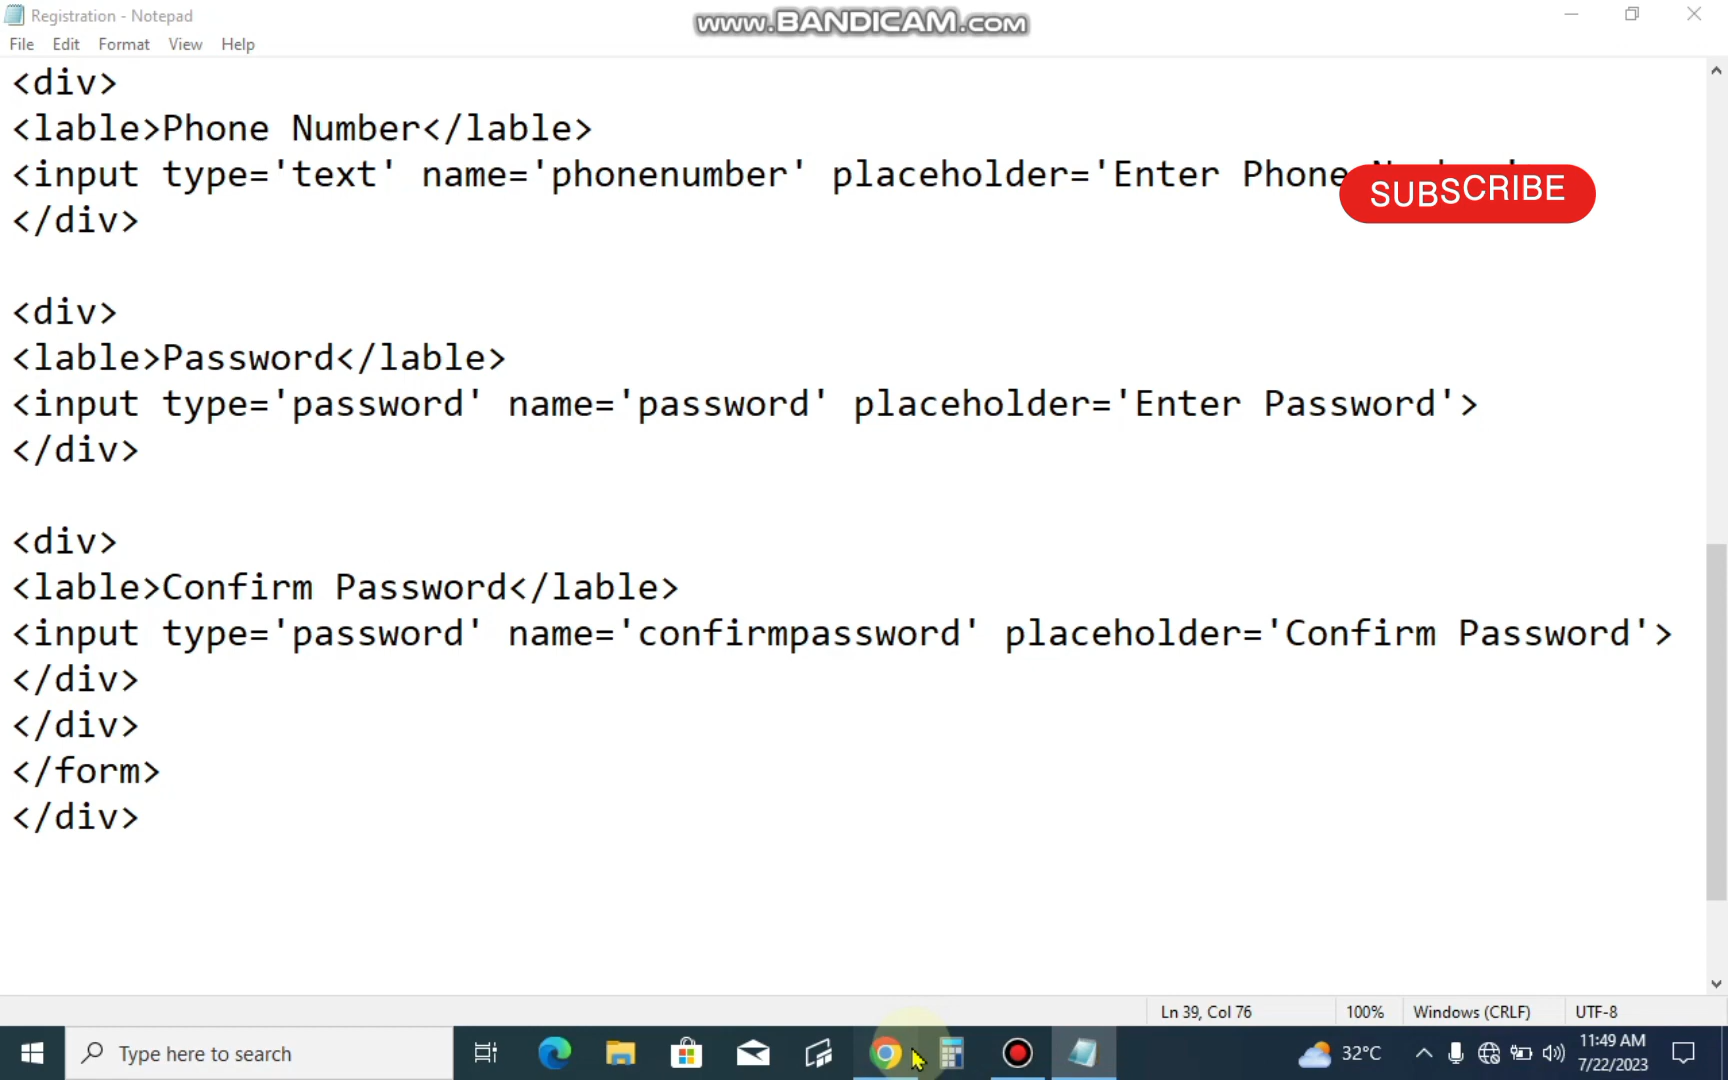 Registration - Notepad
www.BANDICAM.com
File Edit Format View Help
<div>
<lable>Phone Number</lable>
<input type='text' name='phonenumber' placeholder='Enter Phone
SUBSCRIBE
</div>
<div>
<lable>Password</lable>
<input type='password' name='password' placeholder='Enter Password'>
</div>
<div>
<lable>Confirm Password</lable>
<input type='password' name='confirmpassword' placeholder='Confirm Password'>
</div>
</div>
</form>
</div>
Ln 39, Col 76 100% Windows (CRLF) UTF-8
Type here to search
32°C
11:49 AM
7/22/2023